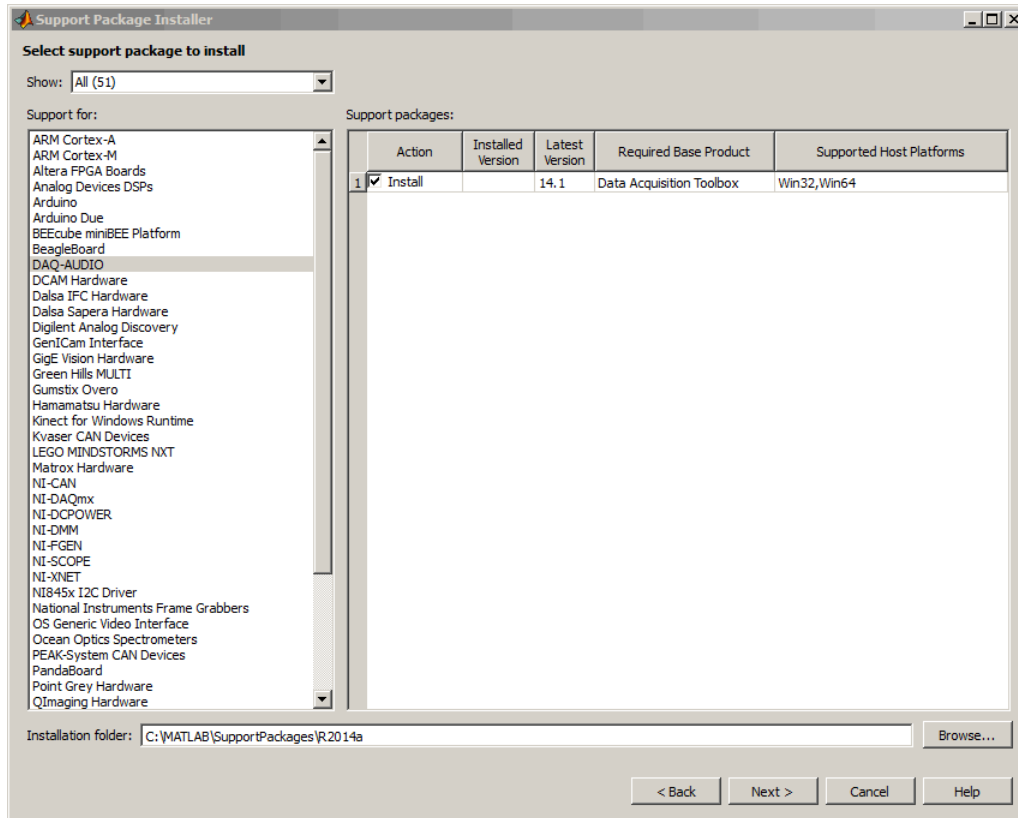 Support Package Installer
Select support package to install
Show: All (51)
Support for:
ARM Cortex-A
ARM Cortex-M
Altera FPGA Boards
Analog Devices DSPs
Arduino
Arduino Due
BEEcube miniBEE Platform
BeagleBoard
DAQ-AUDIO
DCAM Hardware
Dalsa IFC Hardware
Dalsa Sapera Hardware
Digilent Analog Discovery
GenICam Interface
GigE Vision Hardware
Green Hills MULTI
Gumstix Overo
Hamamatsu Hardware
Kinect for Windows Runtime
Kvaser CAN Devices
LEGO MINDSTORMS NXT
Matrox Hardware
NI-CAN
NI-DAQmx
NI-DCPOWER
NI-DMM
NI-FGEN
NI-SCOPE
NI-XNET
NI845x I2C Driver
National Instruments Frame Grabbers
OS Generic Video Interface
Ocean Optics Spectrometers
PEAK-System CAN Devices
PandaBoard
Point Grey Hardware
QImaging Hardware
Support packages:
Action Installed Version Latest Version Required Base Product Supported Host Platforms
1 Install 14.1 Data Acquisition Toolbox Win32,Win64
Installation folder: C:\MATLAB\SupportPackages\R2014a Browse...
< Back Next > Cancel Help